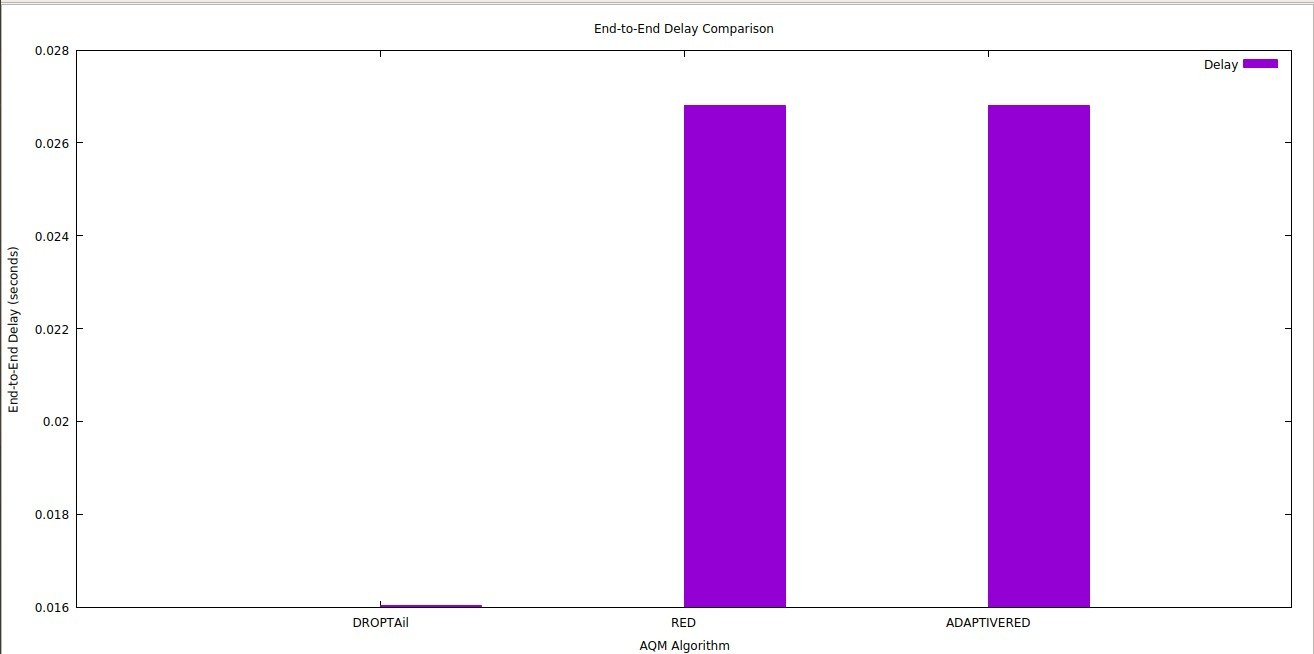 End-to-End Delay Comparison
0.028
Delay
0.026
0.024
0.022
0.02
0.018
0.016
End-to-End Delay (seconds)
DROPTAil RED ADAPTIVERED
AQM Algorithm